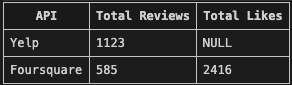 API Total Reviews Total Likes
Yelp 1123 NULL
Foursquare 585 2416